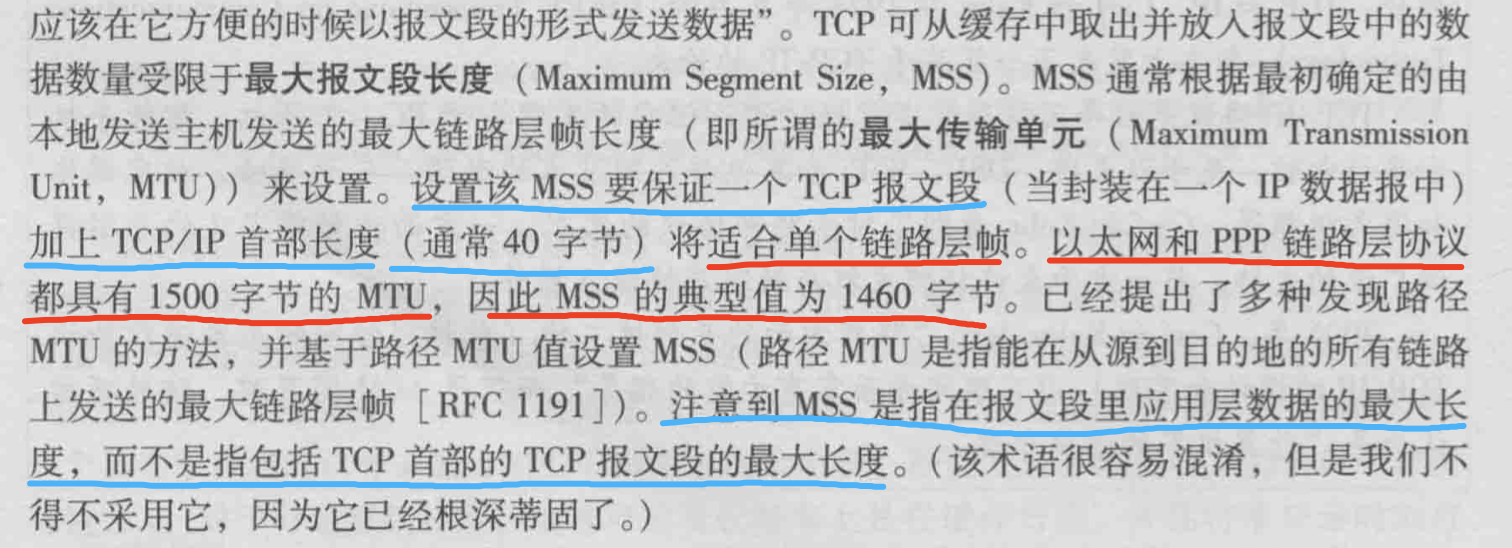 应该在它方便的时候以报文段的形式发送数据”。TCP 可从缓存中取出并放入报文段中的数
据数量受限于最大报文段长度（Maximum Segment Size，MSS）。MSS 通常根据最初确定的由
本地发送主机发送的最大链路层帧长度（即所谓的最大传输单元（Maximum Transmission
Unit，MTU））来设置。设置该 MSS 要保证一个 TCP 报文段（当封装在一个 IP 数据报中）
加上 TCP/IP 首部长度（通常 40 字节）将适合单个链路层帧。以太网和 PPP 链路层协议
都具有 1500 字节的 MTU，因此 MSS 的典型值为 1460 字节。已经提出了多种发现路径
MTU 的方法，并基于路径 MTU 值设置 MSS（路径 MTU 是指能在从源到目的地的所有链路
上发送的最大链路层帧［RFC 1191］）。注意到 MSS 是指在报文段里应用层数据的最大长
度，而不是指包括 TCP 首部的 TCP 报文段的最大长度。（该术语很容易混淆，但是我们不
得不采用它，因为它已经根深蒂固了。）